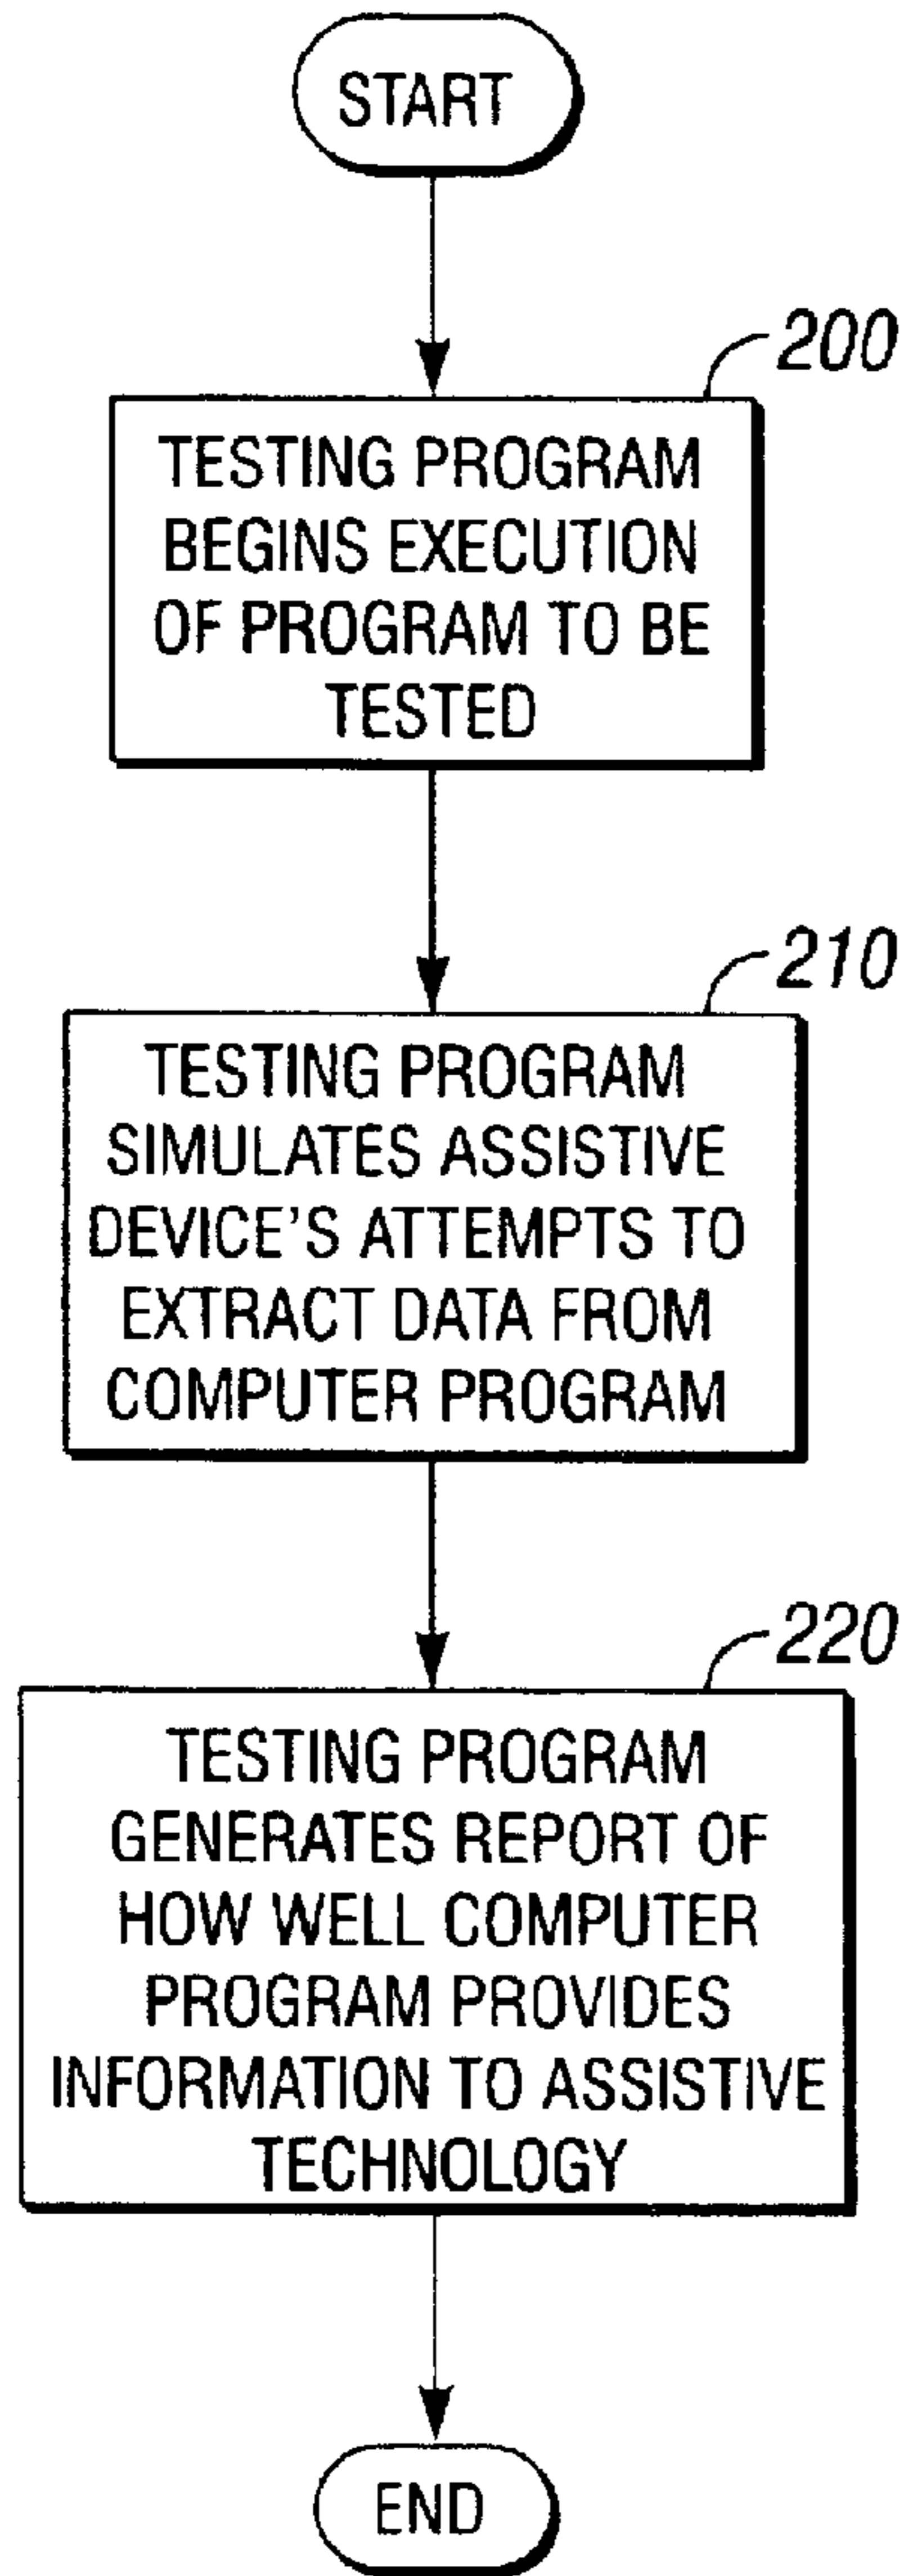 START
200
TESTING PROGRAM
BEGINS EXECUTION
OF PROGRAM TO BE
TESTED
210
TESTING PROGRAM
SIMULATES ASSISTIVE
DEVICE'S ATTEMPTS TO
EXTRACT DATA FROM
COMPUTER PROGRAM
220
TESTING PROGRAM
GENERATES REPORT OF
HOW WELL COMPUTER
PROGRAM PROVIDES
INFORMATION TO ASSISTIVE
TECHNOLOGY
END